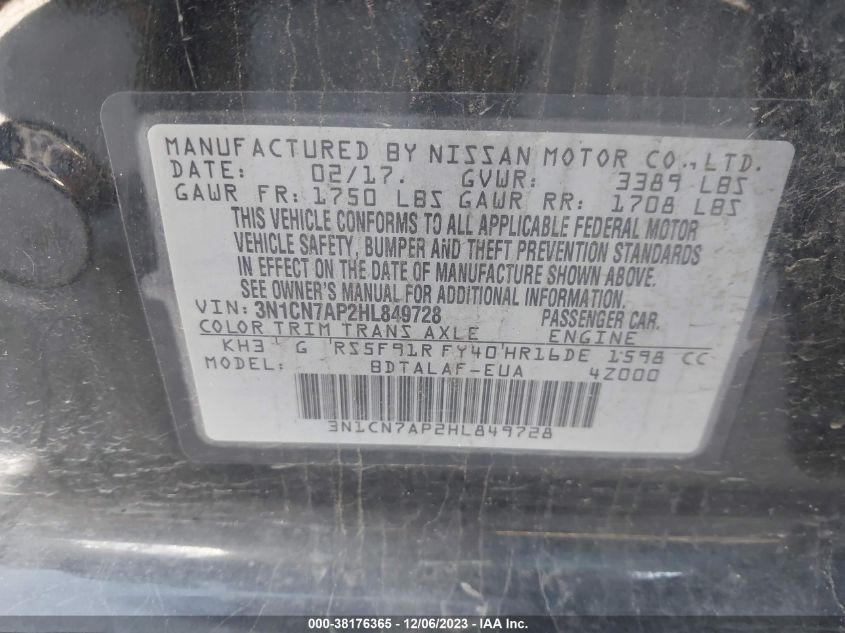 MANUFACTURED BY NISSAN MOTOR CO., LTD.
DATE: 02/17. GVWR: 3389 LBS
GAWR FR: 1750 LBS GAWR RR: 1708 LBS
THIS VEHICLE CONFORMS TO ALL APPLICABLE FEDERAL MOTOR
VEHICLE SAFETY, BUMPER AND THEFT PREVENTION STANDARDS
IN EFFECT ON THE DATE OF MANUFACTURE SHOWN ABOVE.
SEE OWNER'S MANUAL FOR ADDITIONAL INFORMATION.
VIN: 3N1CN7AP2HL849728 PASSENGER CAR.
COLOR TRIM TRANS AXLE ENGINE
KH3 G RS5F91R FY40 HR16DE 1598 CC
MODEL: BDTALAF-EUA 4Z000
3N1CN7AP2HL849728
000-38176365 - 12/06/2023 - © IAA, Inc.